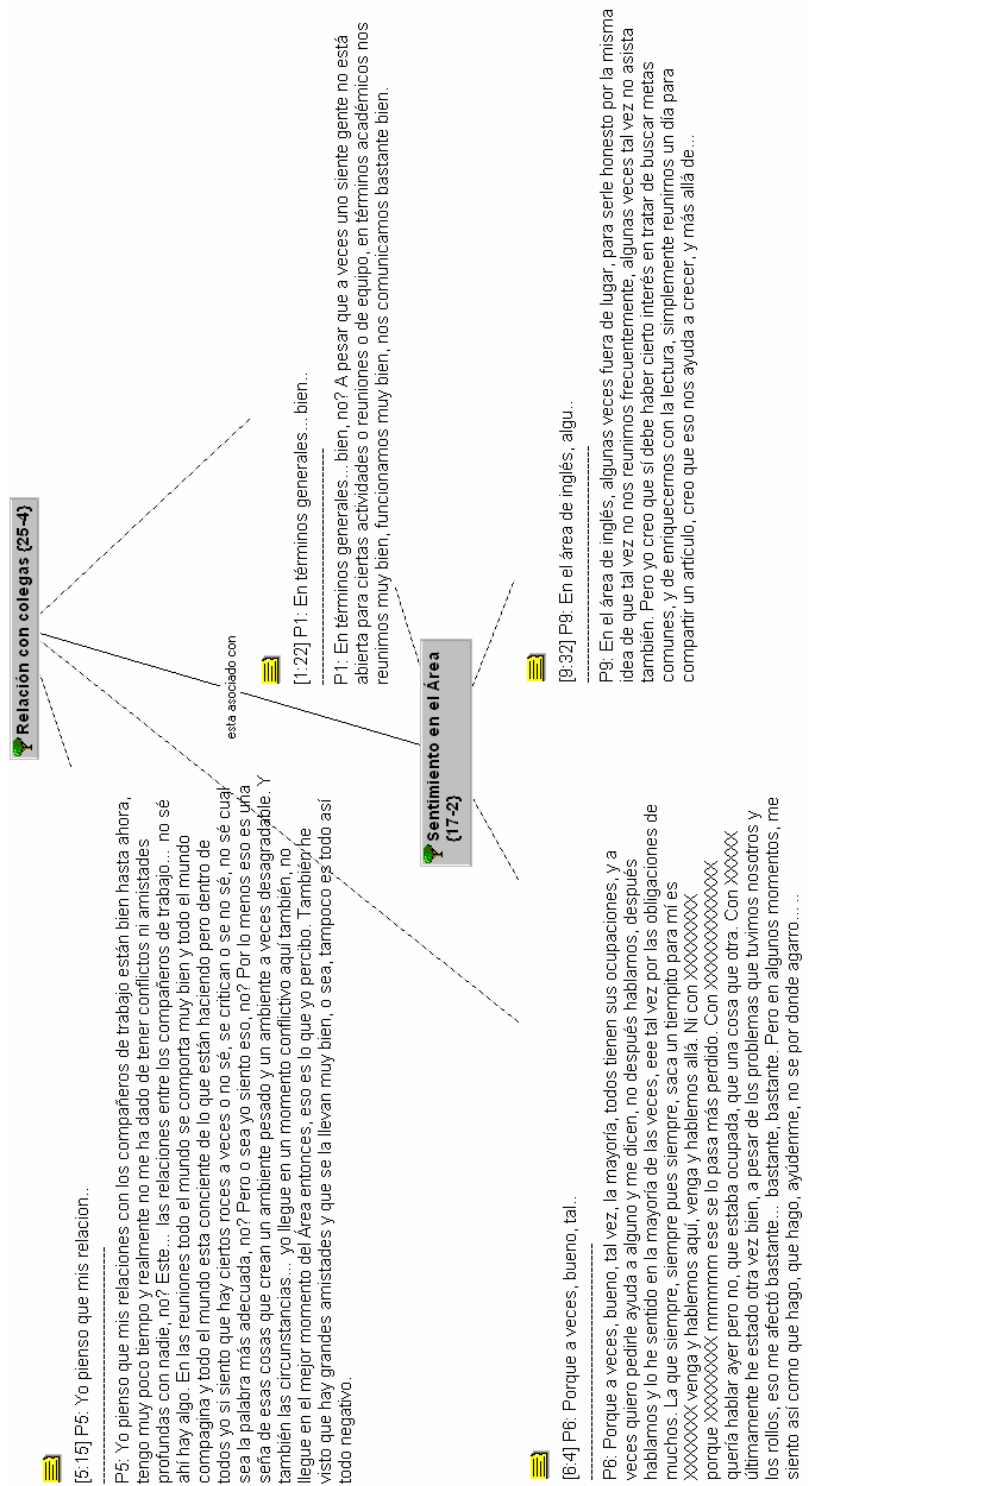 Relación con colegas {25-4}
esta asociado con
Sentimiento en el Área
{17-2}
[5:15] P5: Yo pienso que mis relacion..
P5: Yo pienso que mis relaciones con los compañeros de trabajo están bien hasta ahora,
tengo muy poco tiempo y realmente no me ha dado de tener conflictos ni amistades
profundas con nadie, no? Este... las relaciones entre los compañeros de trabajo... no sé
ahí hay algo. En las reuniones todo el mundo se comporta muy bien y todo el mundo
compagina y todo el mundo esta conciente de lo que están haciendo pero dentro de
todos yo si siento que hay ciertos roces a veces o no sé, se critican o se no sé, no sé cual
sea la palabra más adecuada, no? Pero o sea yo siento eso, no? Por lo menos eso es una
seña de esas cosas que crean un ambiente pesado y un ambiente a veces desagradable. Y
también las circunstancias... yo llegue en un momento conflictivo aquí también, no
llegue en el mejor momento del Área entonces, eso es lo que yo percibo. También he
visto que hay grandes amistades y que se la llevan muy bien, o sea, tampoco es todo así
todo negativo.
[1:22] P1: En términos generales... bien..
P1: En términos generales... bien, no? A pesar que a veces uno siente gente no está
abierta para ciertas actividades o reuniones o de equipo, en términos académicos nos
reunimos muy bien, funcionamos muy bien, nos comunicamos bastante bien.
[6:4] P6: Porque a veces, bueno, tal..
P6: Porque a veces, bueno, tal vez, la mayoría, todos tienen sus ocupaciones, y a
veces quiero pedirle ayuda a alguno y me dicen, no después hablamos, después
hablamos y lo he sentido en la mayoría de las veces, eee tal vez por las obligaciones de
muchos. La que siempre, siempre pues siempre, saca un tiempito para mí es
XXXXXXXX venga y hablemos aquí, venga y hablemos allá. Ni con XXXXXXXXX
porque XXXXXXXXXX mmmmm ese se lo pasa más perdido. Con XXXXXXXXXXXXX
quería hablar ayer pero no, que estaba ocupada, que una cosa que otra. Con XXXXXX
últimamente he estado otra vez bien, a pesar de los problemas que tuvimos nosotros y
los rollos, eso me afectó bastante... bastante, bastante. Pero en algunos momentos, me
siento así como que hago, que hago, ayúdenme, no se por donde agarro.....
[9:32] P9: En el área de inglés, algu..
P9: En el área de inglés, algunas veces fuera de lugar, para serle honesto por la misma
idea de que tal vez no nos reunimos frecuentemente, algunas veces tal vez no asista
también. Pero yo creo que sí debe haber cierto interés en tratar de buscar metas
comunes, y de enriquecernos con la lectura, simplemente reunirnos un día para
compartir un artículo, creo que eso nos ayuda a crecer, y más allá de...